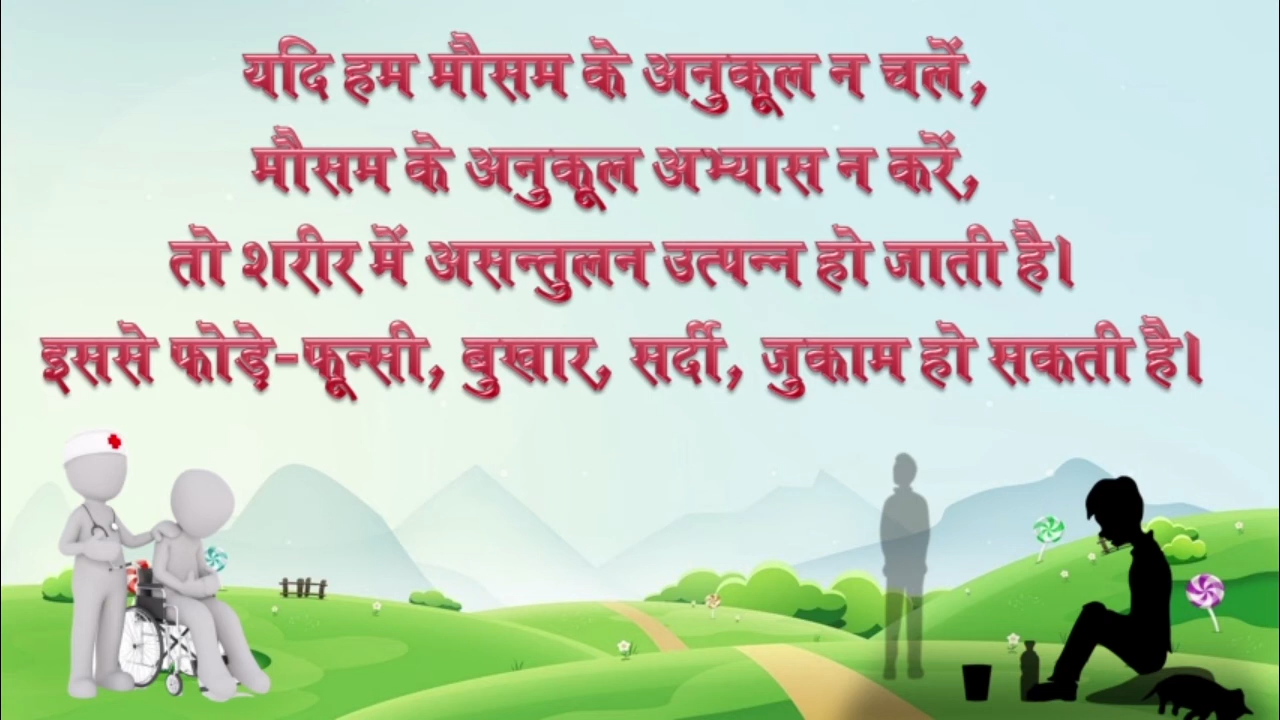 यदि हम मौसम के अनुकूल न चलें,
मौसम के अनुकूल अभ्यास न करें,
तो शरीर में असन्तुलन उत्पन्न हो जाती है।
इससे फोड़े-फून्सी, बुखार, सर्दी, जुकाम हो सकती है।